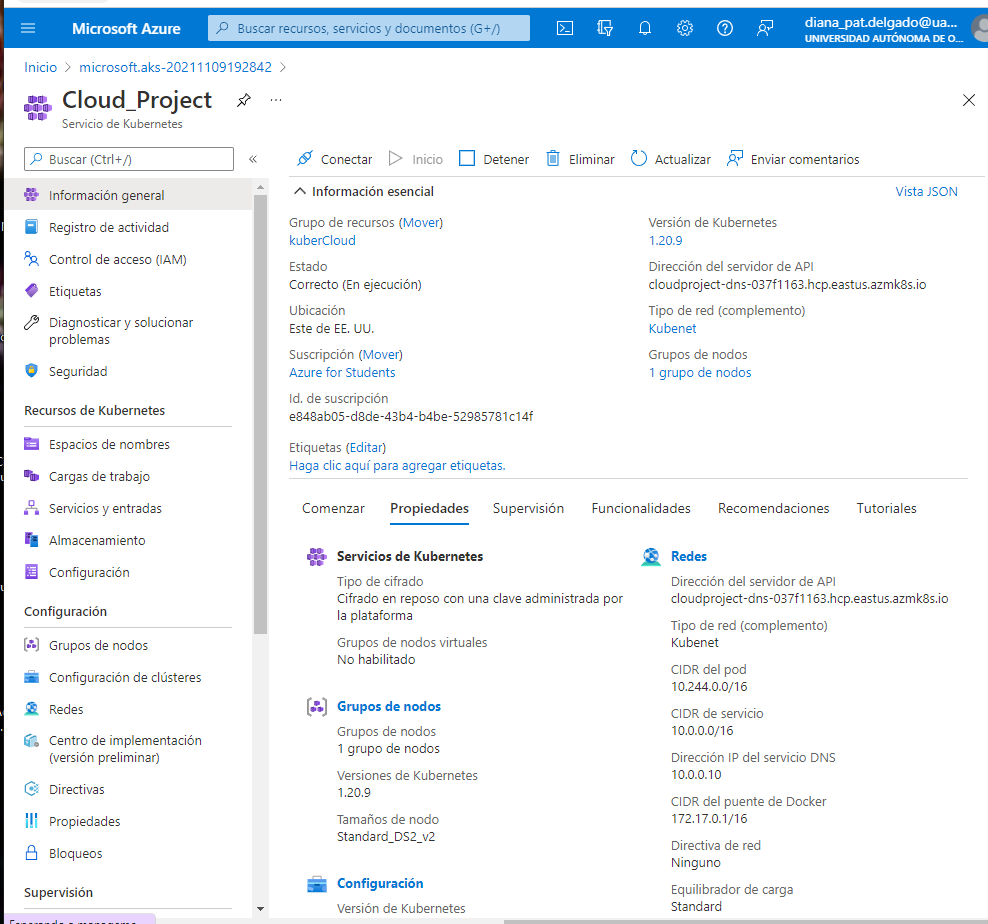 Microsoft Azure
Buscar recursos, servicios y documentos (G+/)
diana_pat.delgado@ua...
UNIVERSIDAD AUTÓNOMA DE O...
Inicio > microsoft.aks-20211109192842 >
Cloud_Project
...
Servicio de Kubernetes
Buscar (Ctrl+/)
«
Información general
Registro de actividad
Control de acceso (IAM)
Etiquetas
Diagnosticar y solucionar
problemas
Seguridad
Recursos de Kubernetes
Espacios de nombres
Cargas de trabajo
Servicios y entradas
Almacenamiento
Configuración
Configuración
Grupos de nodos
Configuración de clústeres
Redes
Centro de implementación
(versión preliminar)
Directivas
Propiedades
Bloqueos
Supervisión
Conectar Inicio Detener Eliminar Actualizar Enviar comentarios
Información esencial Vista JSON
Grupo de recursos (Mover)
kuberCloud
Estado
Correcto (En ejecución)
Ubicación
Este de EE. UU.
Suscripción (Mover)
Azure for Students
Id. de suscripción
e848ab05-d8de-43b4-b4be-52985781c14f
Etiquetas (Editar)
Haga clic aquí para agregar etiquetas.
Versión de Kubernetes
1.20.9
Dirección del servidor de API
cloudproject-dns-037f1163.hcp.eastus.azmk8s.io
Tipo de red (complemento)
Kubenet
Grupos de nodos
1 grupo de nodos
Comenzar Propiedades Supervisión Funcionalidades Recomendaciones Tutoriales
Servicios de Kubernetes
Tipo de cifrado
Cifrado en reposo con una clave administrada por
la plataforma
Grupos de nodos virtuales
No habilitado
Grupos de nodos
Grupos de nodos
1 grupo de nodos
Versiones de Kubernetes
1.20.9
Tamaños de nodo
Standard_DS2_v2
Configuración
Versión de Kubernetes
Redes
Dirección del servidor de API
cloudproject-dns-037f1163.hcp.eastus.azmk8s.io
Tipo de red (complemento)
Kubenet
CIDR del pod
10.244.0.0/16
CIDR de servicio
10.0.0.0/16
Dirección IP del servicio DNS
10.0.0.10
CIDR del puente de Docker
172.17.0.1/16
Directiva de red
Ninguno
Equilibrador de carga
Standard